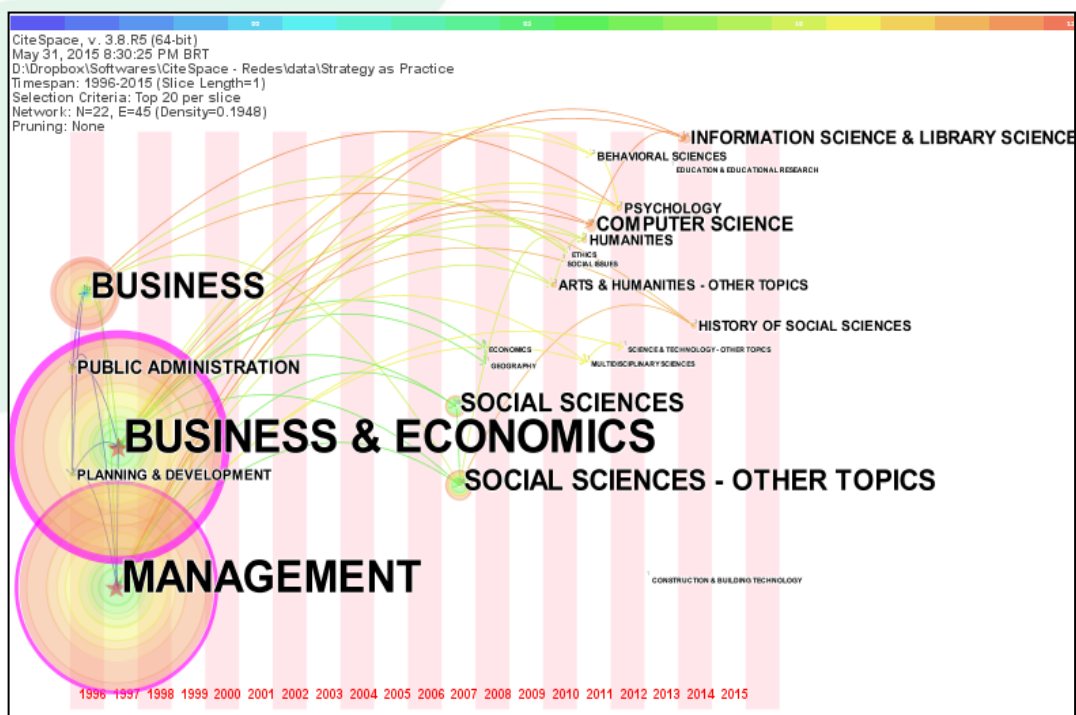 CiteSpace, v. 3.8.R5 (64-bit)
May 31, 2015 8:30:25 PM BRT
D:\Dropbox\Softwares\CiteSpace - Redes\data\Strategy as Practice
Timespan: 1996-2015 (Slice Length=1)
Selection Criteria: Top 20 per slice
Network: N=22, E=45 (Density=0.1948)
Pruning: None
INFORMATION SCIENCE & LIBRARY SCIENCE
BEHAVIORAL SCIENCES
EDUCATION & EDUCATIONAL RESEARCH
PSYCHOLOGY
COMPUTER SCIENCE
HUMANITIES
ETHICS
SOCIAL ISSUES
BUSINESS
ARTS & HUMANITIES - OTHER TOPICS
HISTORY OF SOCIAL SCIENCES
ECONOMICS
SCIENCE & TECHNOLOGY - OTHER TOPICS
GEOGRAPHY
MULTIDISCIPLINARY SCIENCES
PUBLIC ADMINISTRATION
SOCIAL SCIENCES
BUSINESS & ECONOMICS
PLANNING & DEVELOPMENT
SOCIAL SCIENCES - OTHER TOPICS
MANAGEMENT
CONSTRUCTION & BUILDING TECHNOLOGY
1996 1997 1998 1999 2000 2001 2002 2003 2004 2005 2006 2007 2008 2009 2010 2011 2012 2013 2014 2015